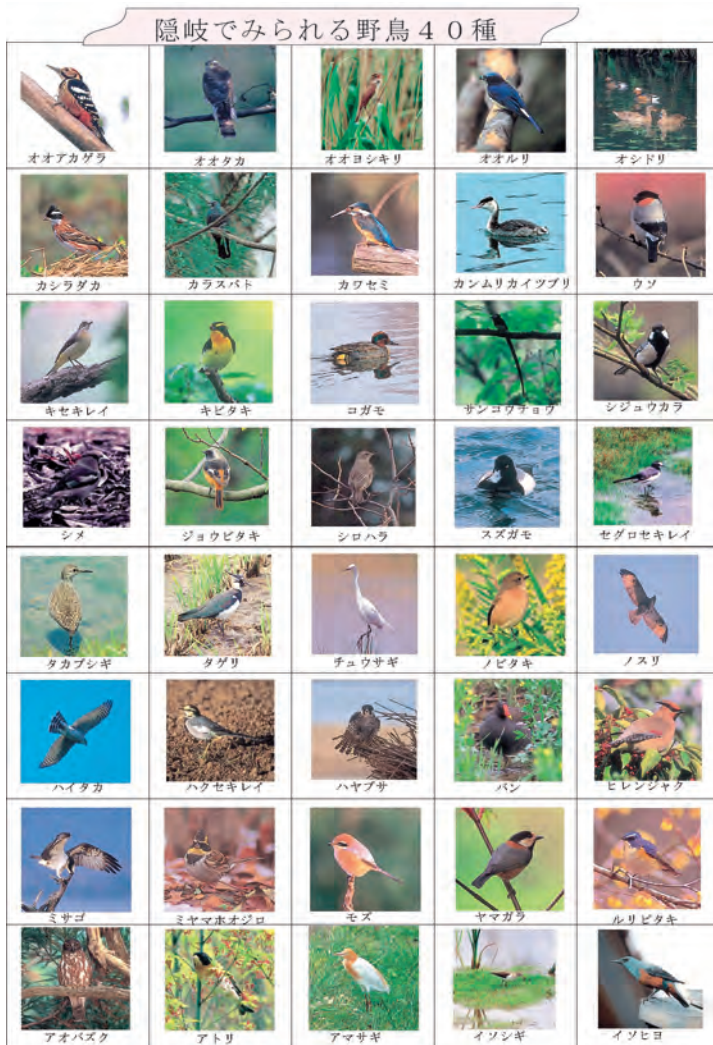 隠岐でみられる野鳥40種
オオアカゲラ
オオタカ
オオヨシキリ
オオルリ
オシドリ
カシラダカ
カラスバト
カワセミ
カンムリカイツブリ
ウソ
キセキレイ
キビタキ
コガモ
サンコウチョウ
シジュウカラ
シメ
ジョウビタキ
シロハラ
スズガモ
セグロセキレイ
タカブシギ
タゲリ
チュウサギ
ノビタキ
ノスリ
ハイタカ
ハクセキレイ
ハヤブサ
バン
ヒレンジャク
ミサゴ
ミヤマホオジロ
モズ
ヤマガラ
ルリビタキ
アオバズク
アトリ
アマサギ
イソシギ
イソヒヨ